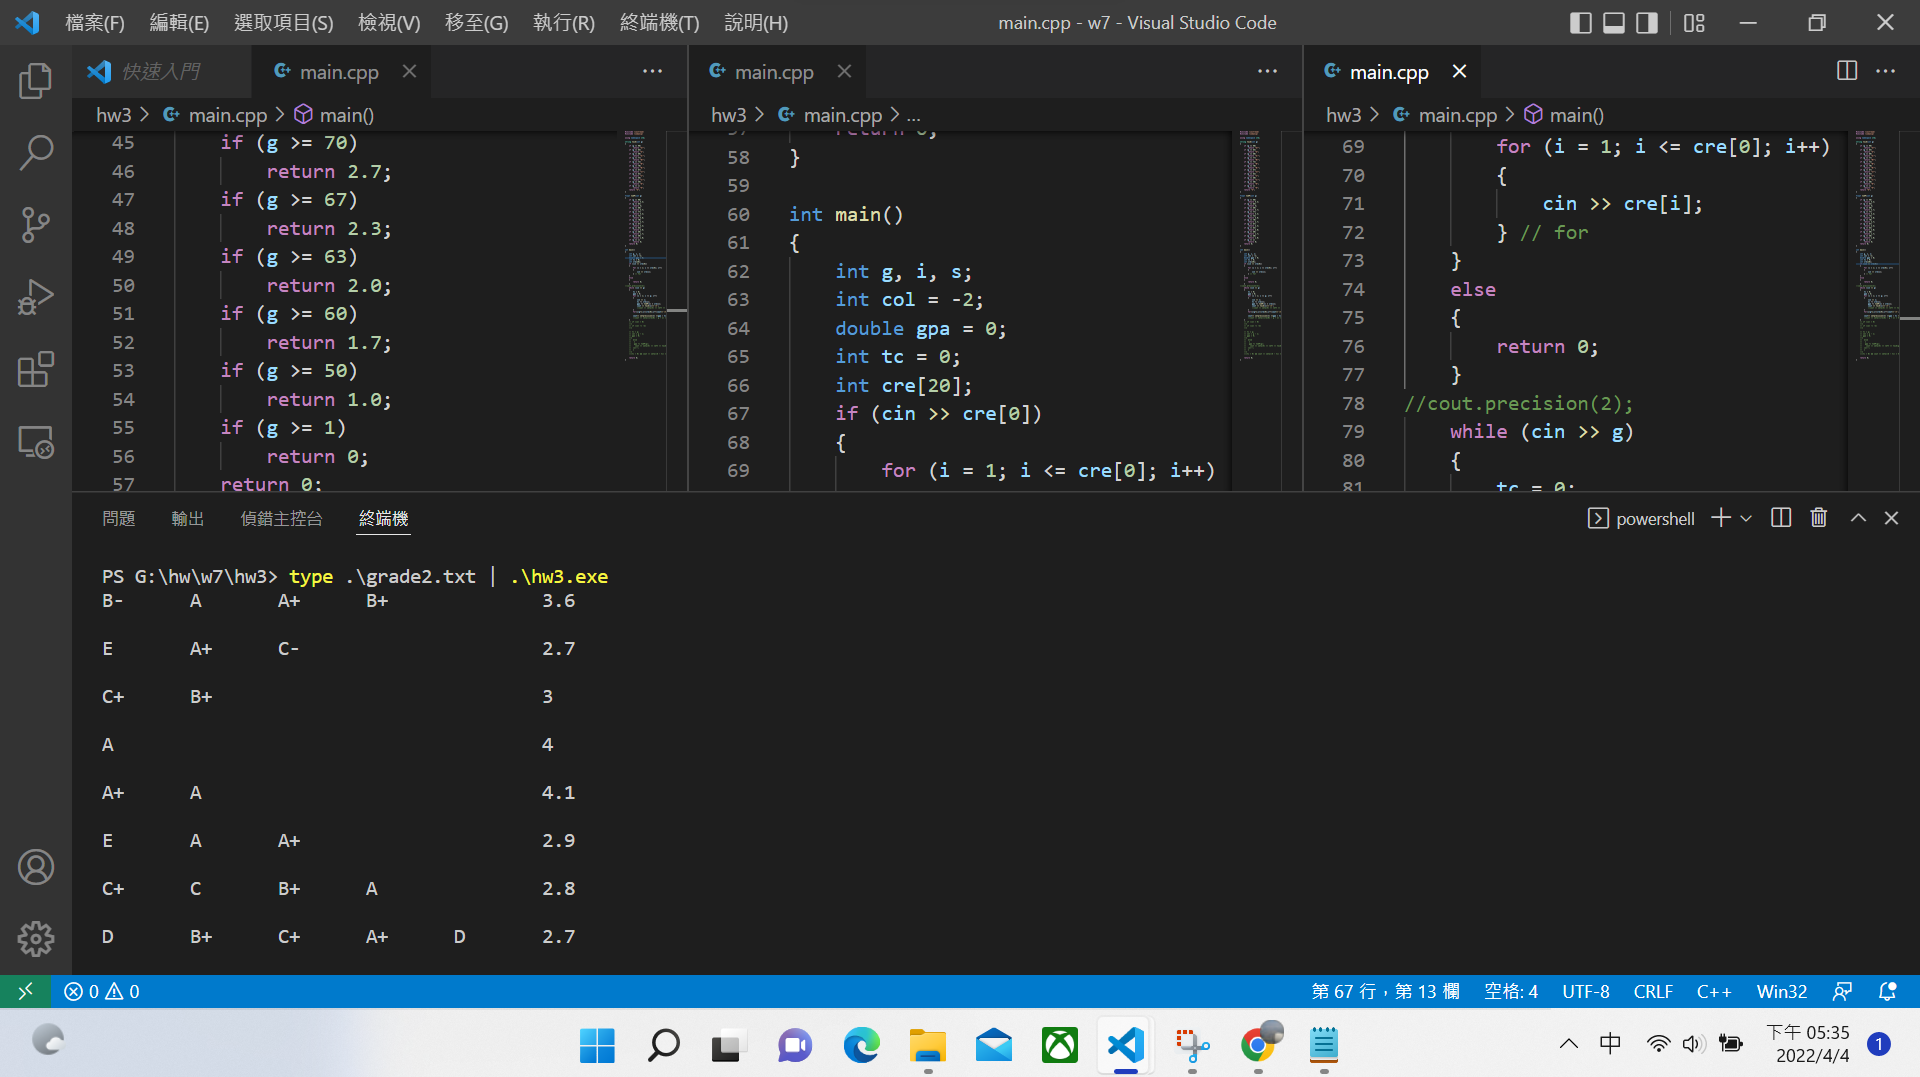 檔案(F) 編輯(E) 選取項目(S) 檢視(V) 移至(G) 執行(R) 終端機(T) 說明(H) main.cpp - w7 - Visual Studio Code
快速入門 main.cpp
hw3 > main.cpp > main()
45 if (g >= 70)
46 return 2.7;
47 if (g >= 67)
48 return 2.3;
49 if (g >= 63)
50 return 2.0;
51 if (g >= 60)
52 return 1.7;
53 if (g >= 50)
54 return 1.0;
55 if (g >= 1)
56 return 0;
57 return 0;
main.cpp
hw3 > main.cpp > ...
57 return 0;
58 }
59
60 int main()
61 {
62 int g, i, s;
63 int col = -2;
64 double gpa = 0;
65 int tc = 0;
66 int cre[20];
67 if (cin >> cre[0])
68 {
69 for (i = 1; i <= cre[0]; i++)
main.cpp
hw3 > main.cpp > main()
69 for (i = 1; i <= cre[0]; i++)
70 {
71 cin >> cre[i];
72 } // for
73 }
74 else
75 {
76 return 0;
77 }
78 //cout.precision(2);
79 while (cin >> g)
80 {
81 tc = 0;
問題 輸出 偵錯主控台 終端機 powershell
PS G:\hw\w7\hw3> type .\grade2.txt | .\hw3.exe
B- A A+ B+ 3.6
E A+ C- 2.7
C+ B+ 3
A 4
A+ A 4.1
E A A+ 2.9
C+ C B+ A 2.8
D B+ C+ A+ D 2.7
0 0 第 67 行，第 13 欄 空格: 4 UTF-8 CRLF C++ Win32
中 下午 05:35
2022/4/4 1